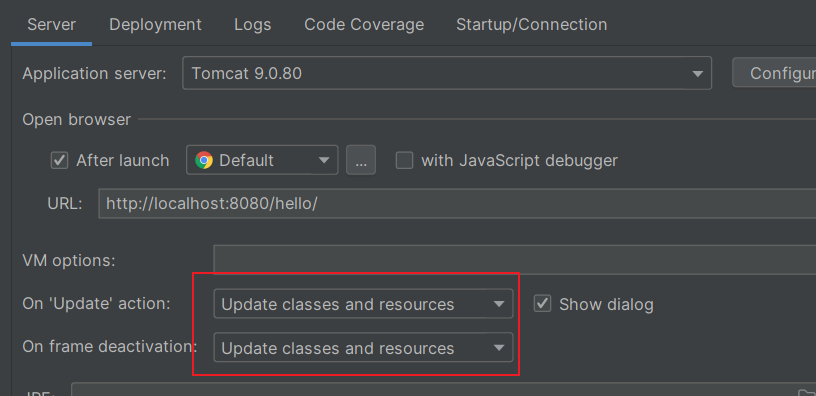 Server Deployment Logs Code Coverage Startup/Connection
Application server: Tomcat 9.0.80
Open browser
After launch Default ... with JavaScript debugger
URL: http://localhost:8080/hello/
VM options:
On 'Update' action: Update classes and resources Show dialog
On frame deactivation: Update classes and resources